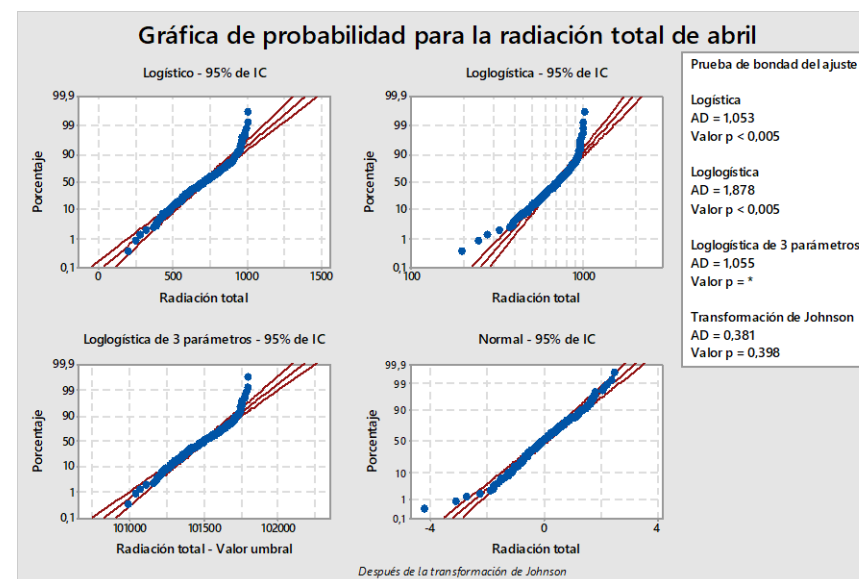 Gráfica de probabilidad para la radiación total de abril
Logístico - 95% de IC
99,9
99
90
50
10
1
0,1
Porcentaje
0
500
1000
1500
Radiación total
Loglogística - 95% de IC
99,9
99
90
50
10
1
0,1
Porcentaje
100
1000
Radiación total
Loglogística de 3 parámetros - 95% de IC
99,9
99
90
50
10
1
0,1
Porcentaje
101000
101500
102000
Radiación total - Valor umbral
Normal - 95% de IC
99,9
99
90
50
10
1
0,1
Porcentaje
-4
0
4
Radiación total
Después de la transformación de Johnson
Prueba de bondad del ajuste
Logística
AD = 1,053
Valor p < 0,005
Loglogística
AD = 1,878
Valor p < 0,005
Loglogística de 3 parámetros
AD = 1,055
Valor p = *
Transformación de Johnson
AD = 0,381
Valor p = 0,398